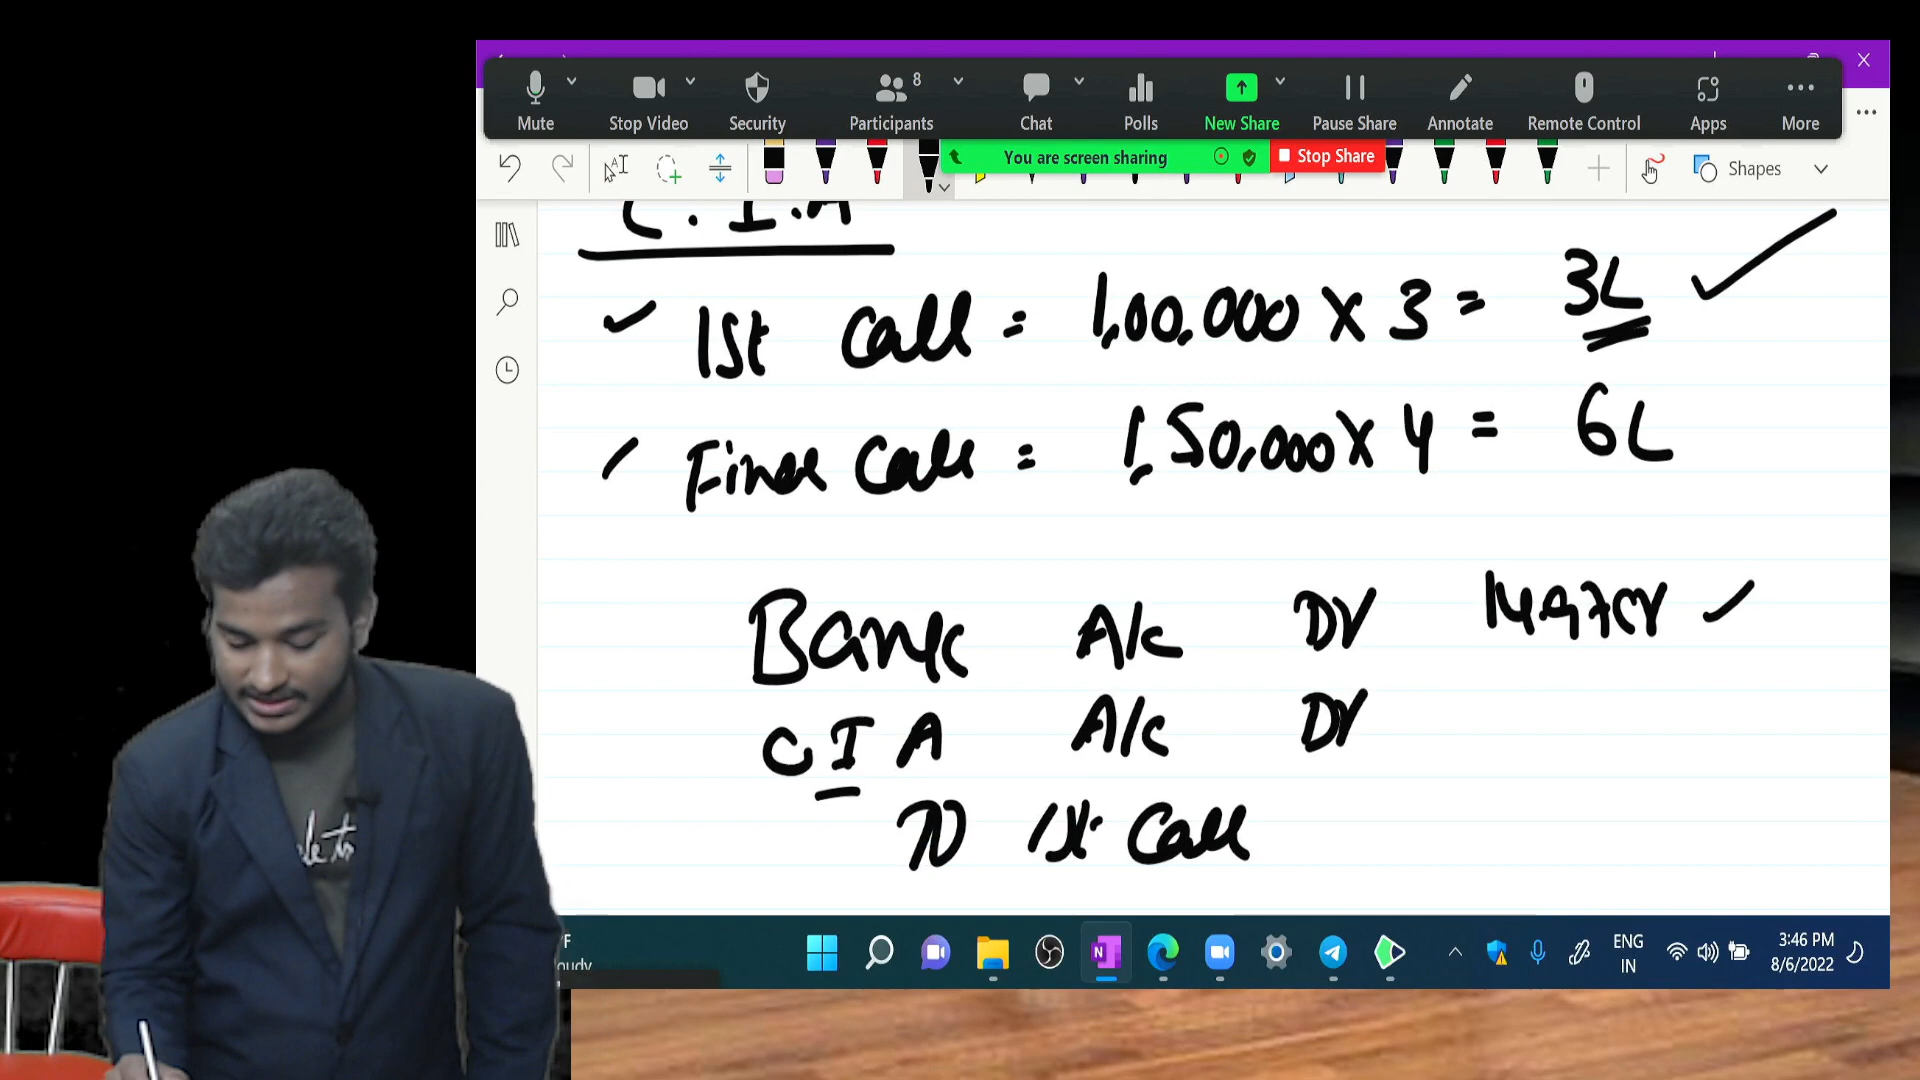 Mute Stop Video Security Participants 8 Chat Polls New Share Pause Share Annotate Remote Control Apps More
You are screen sharing Stop Share
Shapes
C.I.A
1st Call = 1,00,000 x 3 = 3L
Final Call = 1,50,000 x 4 = 6L
Bank A/c Dr
C I A A/c Dr
To 1st Call
ENG
IN
3:46 PM
8/6/2022